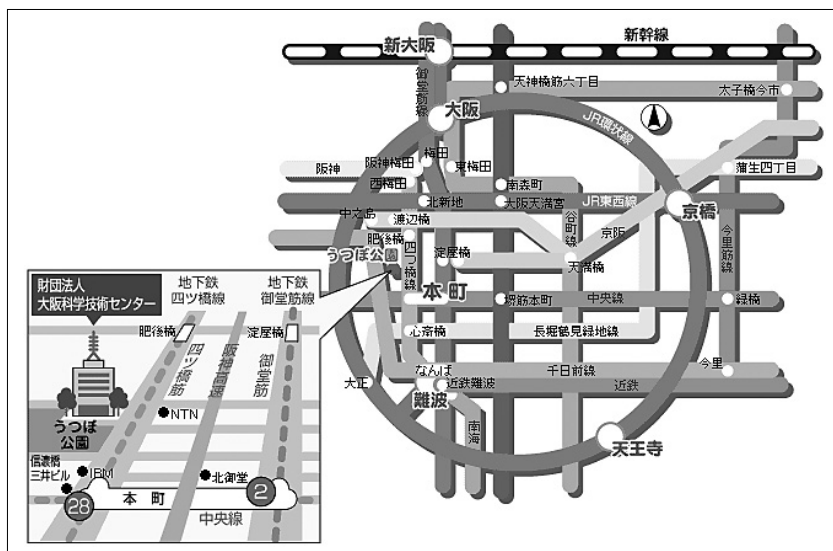 新幹線
新大阪
御堂筋線
天神橋筋六丁目
太子橋今市
大阪
JR環状線
阪神
阪神梅田
梅田
東梅田
蒲生四丁目
西梅田
南森町
北新地
大阪天満宮
JR東西線
京橋
中之島
渡辺橋
谷町線
京阪
今里筋線
肥後橋
うつぼ公園
四つ橋線
淀屋橋
天満橋
本町
堺筋本町
中央線
緑橋
心斎橋
長堀鶴見緑地線
なんば
千日前線
今里
大正
近鉄難波
近鉄
難波
南海
天王寺
財団法人
大阪科学技術センター
地下鉄
四ツ橋線
地下鉄
御堂筋線
肥後橋
淀屋橋
四ツ橋筋
阪神高速
御堂筋
うつぼ
公園
NTN
信濃橋
三井ビル
IBM
北御堂
28
本町
2
中央線